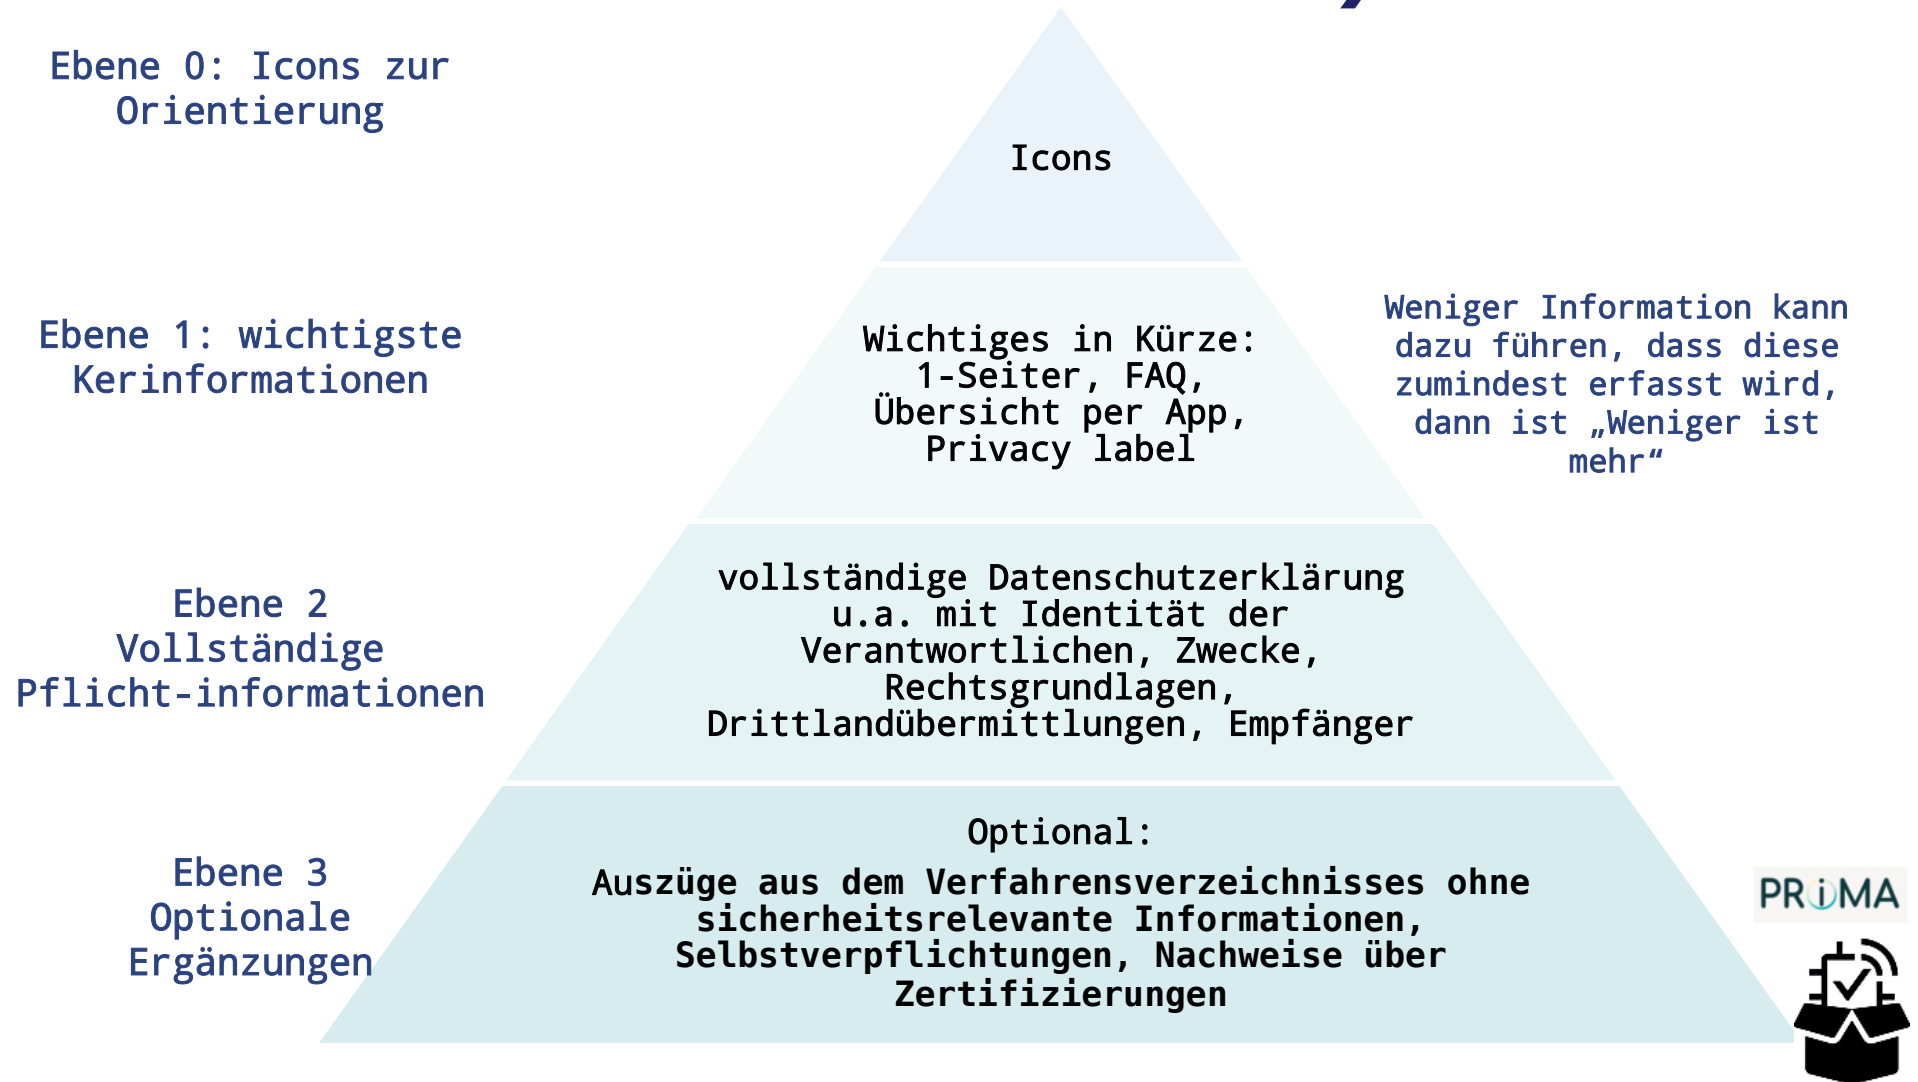 Ebene 0: Icons zur
Orientierung
Icons
Ebene 1: wichtigste
Kerinformationen
Wichtiges in Kürze:
1-Seiter, FAQ,
Übersicht per App,
Privacy label
Weniger Information kann
dazu führen, dass diese
zumindest erfasst wird,
dann ist „Weniger ist
mehr“
Ebene 2
Vollständige
Pflicht-informationen
vollständige Datenschutzerklärung
u.a. mit Identität der
Verantwortlichen, Zwecke,
Rechtsgrundlagen,
Drittlandübermittlungen, Empfänger
Ebene 3
Optionale
Ergänzungen
Optional:
Auszüge aus dem Verfahrensverzeichnisses ohne
sicherheitsrelevante Informationen,
Selbstverpflichtungen, Nachweise über
Zertifizierungen
PRiMA